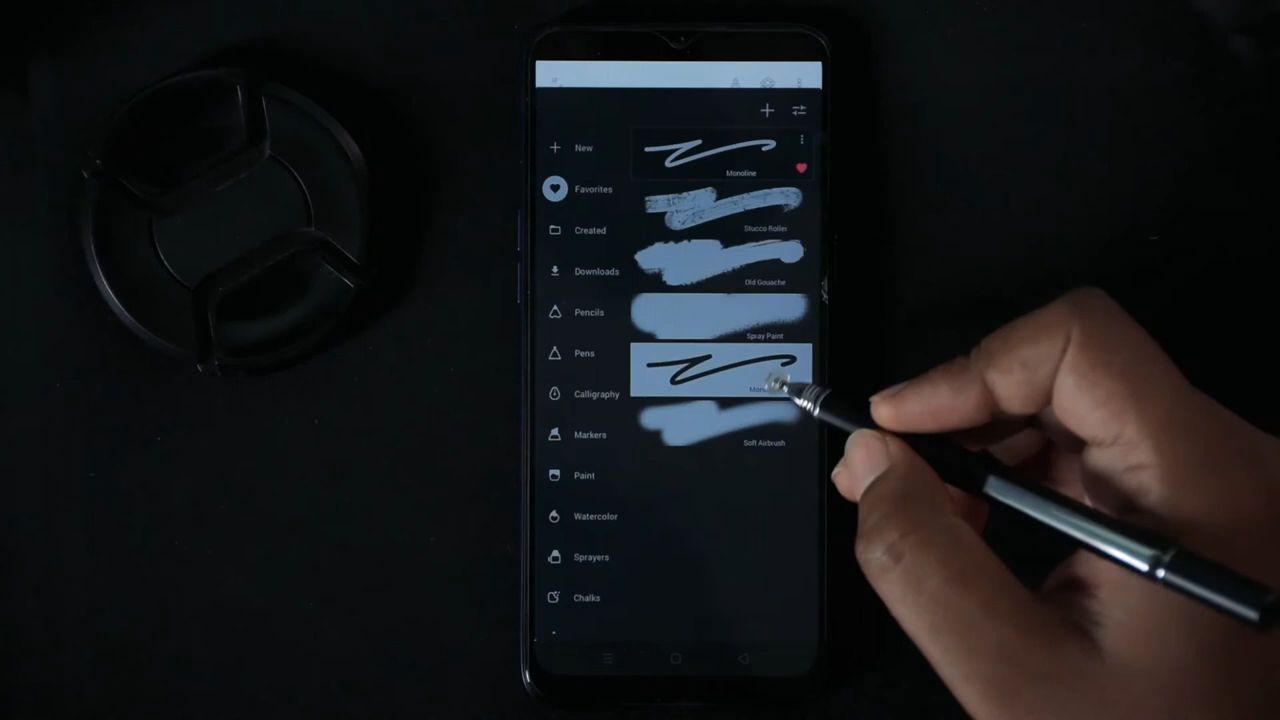 New
Favorites
Created
Downloads
Pencils
Pens
Calligraphy
Markers
Paint
Watercolor
Sprayers
Chalks
Monoline
Stucco Roller
Old Gouache
Spray Paint
Soft Airbrush